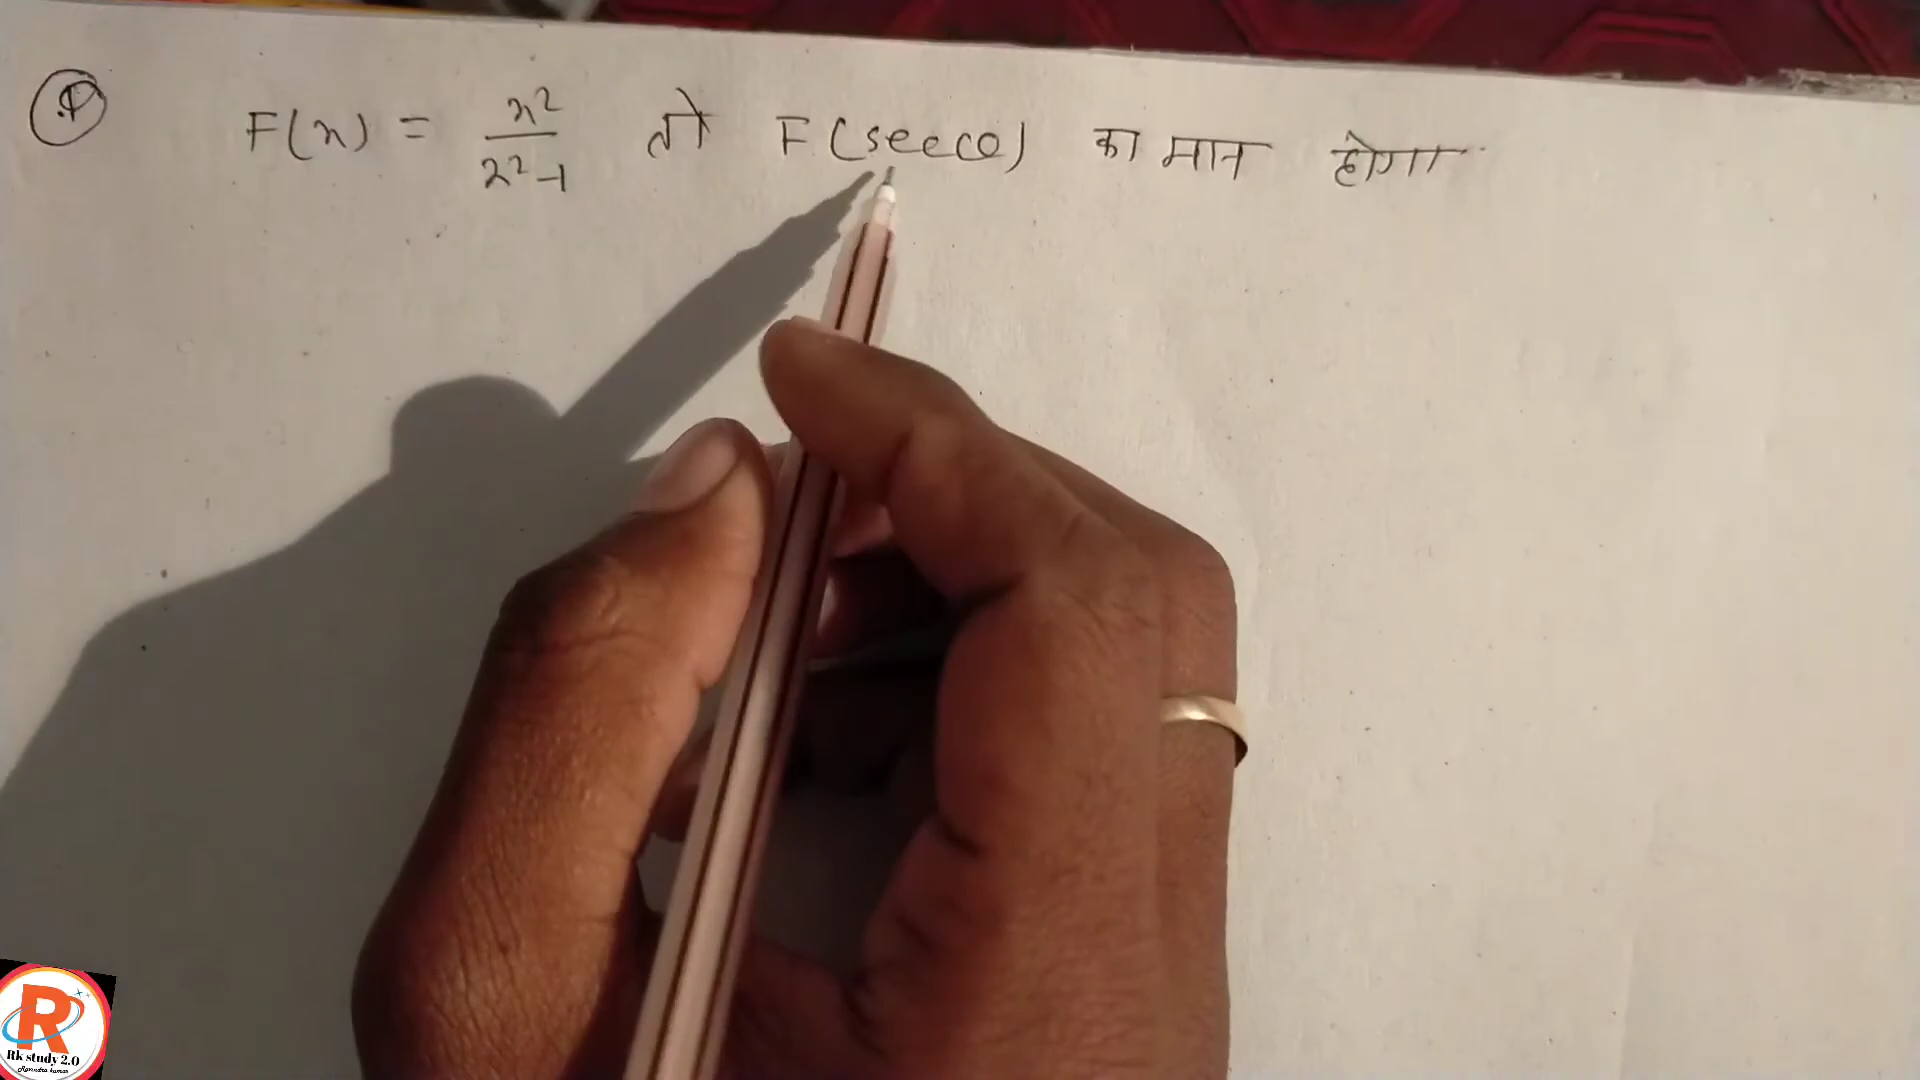 Q F(x) = x²/x²-1 तो F(secθ) का मान होगा
R
Rk study 2.0